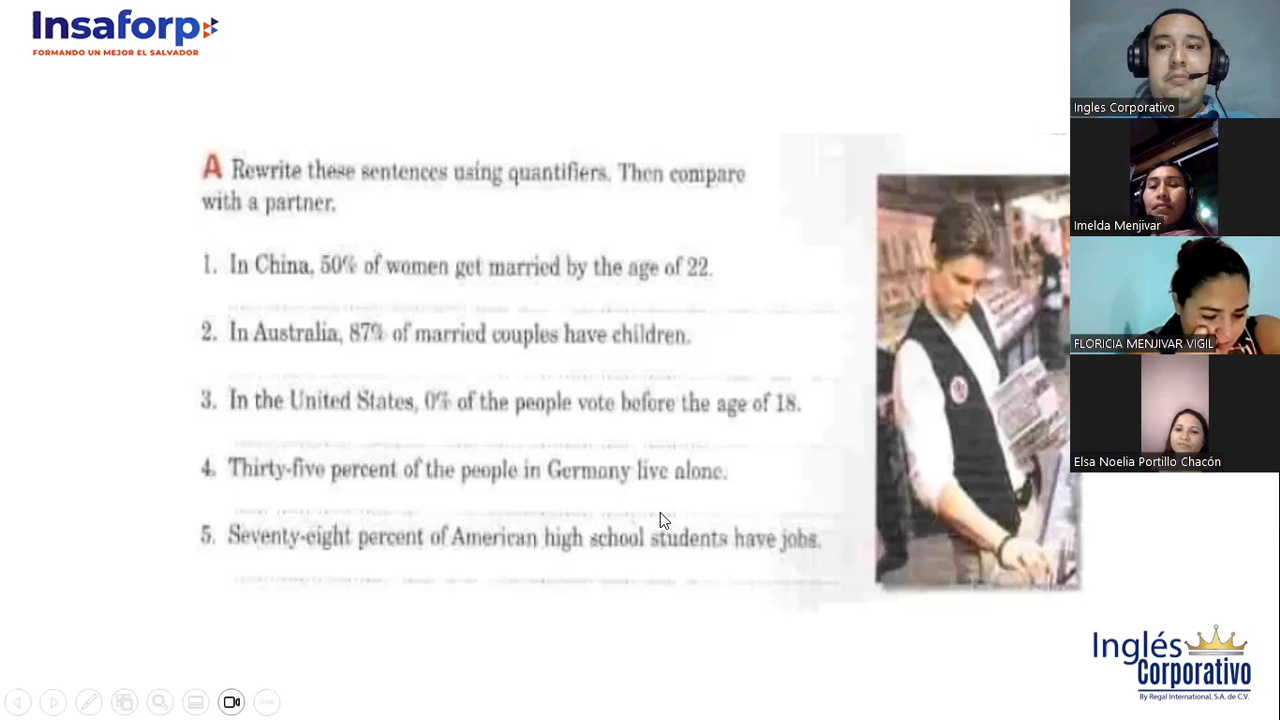 Insaforp
FORMANDO UN MEJOR EL SALVADOR
A Rewrite these sentences using quantifiers. Then compare
with a partner.
1. In China, 50% of women get married by the age of 22.
2. In Australia, 87% of married couples have children.
3. In the United States, 0% of the people vote before the age of 18.
4. Thirty-five percent of the people in Germany live alone.
5. Seventy-eight percent of American high school students have jobs.
Ingles Corporativo
Imelda Menjivar
FLORICIA MENJIVAR VIGIL
Elsa Noelia Portillo Chacón
Inglés
Corporativo
By Regal International, S.A. de C.V.